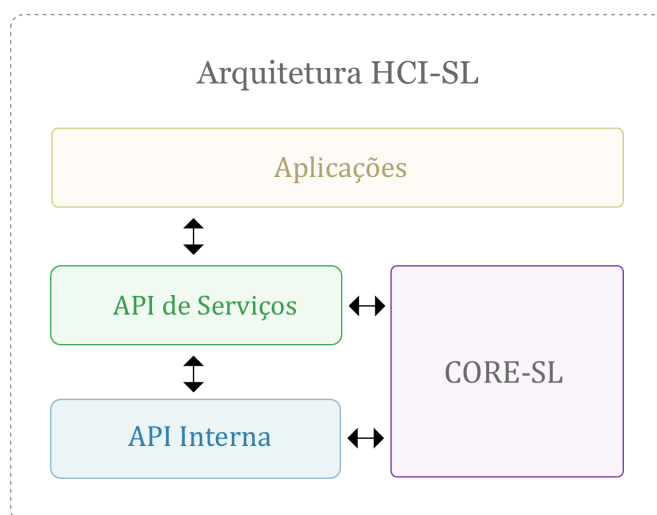 Arquitetura HCI-SL
Aplicações
API de Serviços
CORE-SL
API Interna